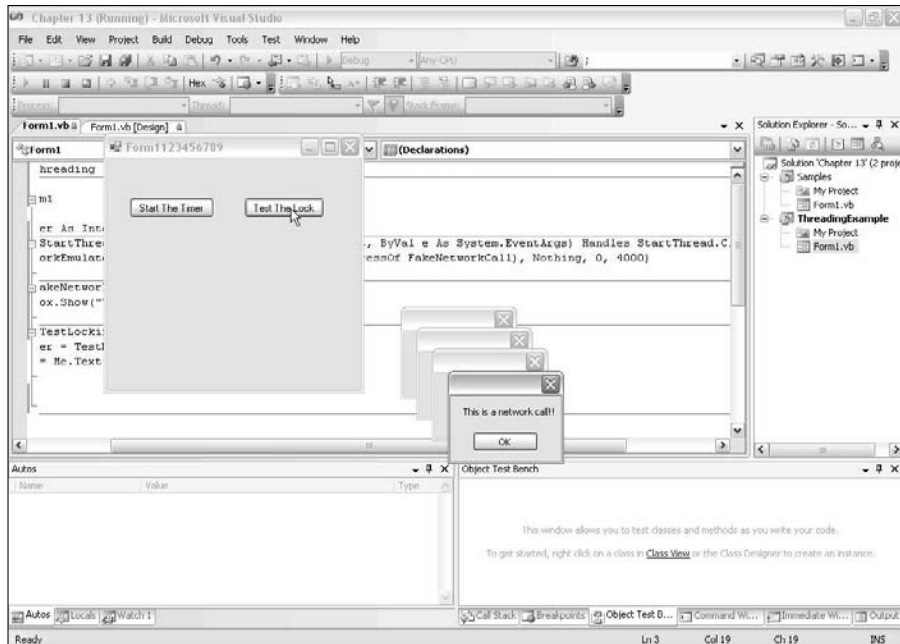 Chapter 13 (Running) - Microsoft Visual Studio
File Edit View Project Build Debug Tools Test Window Help
Debug Any CPU
Hex
Process: Thread: Stack Frame:
Form1.vb Form1.vb [Design]
Form1
Form1123456789
(Declarations)
hreading
m1
Start The Timer
Test The Lock
er As Int
StartThre , ByVal e As System.EventArgs) Handles StartThread.C
orkEmulat essOf FakeNetworkCall), Nothing, 0, 4000)
akeNetwor
ox.Show("
TestLocki
er = Test
= Me.Text
This is a network call!!
OK
Solution Explorer - So...
Solution 'Chapter 13' (2 proje
Samples
My Project
Form1.vb
ThreadingExample
My Project
Form1.vb
Autos
Name Value Type
Object Test Bench
This window allows you to test classes and methods as you write your code.
To get started, right click on a class in Class View or the Class Designer to create an instance.
Autos Locals Watch 1
Call Stack Breakpoints Object Test B... Command Wi... Immediate Wi... Output
Ready Ln 3 Col 19 Ch 19 INS